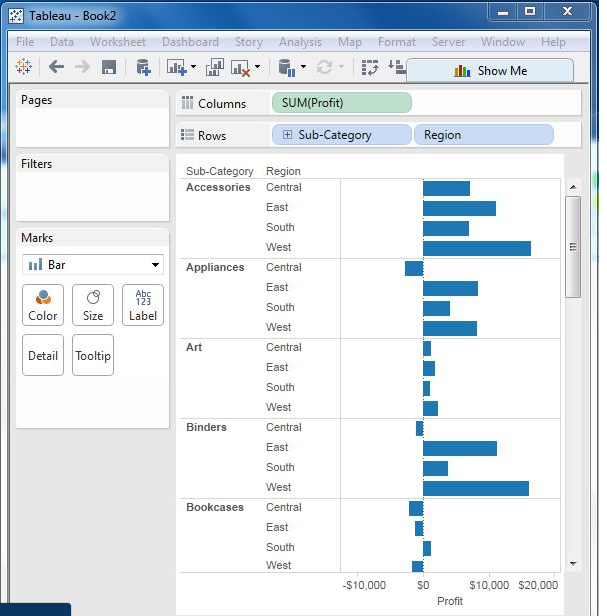 Tableau - Book2
File Data Worksheet Dashboard Story Analysis Map Format Server Window Help
Show Me
Pages
Columns SUM(Profit)
Rows Sub-Category Region
Filters
Marks
Bar
Color Size Abc 123 Label
Detail Tooltip
Sub-Category Region
Accessories Central
East
South
West
Appliances Central
East
South
West
Art Central
East
South
West
Binders Central
East
South
West
Bookcases Central
East
South
West
-$10,000 $0 $10,000 $20,000
Profit